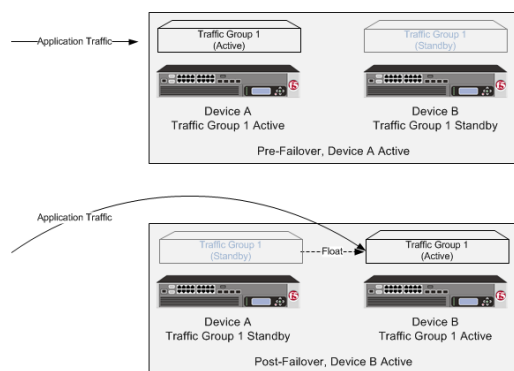 Application Traffic
Traffic Group 1
(Active)
Traffic Group 1
(Standby)
Device A
Traffic Group 1 Active
Device B
Traffic Group 1 Standby
Pre-Failover, Device A Active
Application Traffic
Traffic Group 1
(Standby)
Float
Traffic Group 1
(Active)
Device A
Traffic Group 1 Standby
Device B
Traffic Group 1 Active
Post-Failover, Device B Active